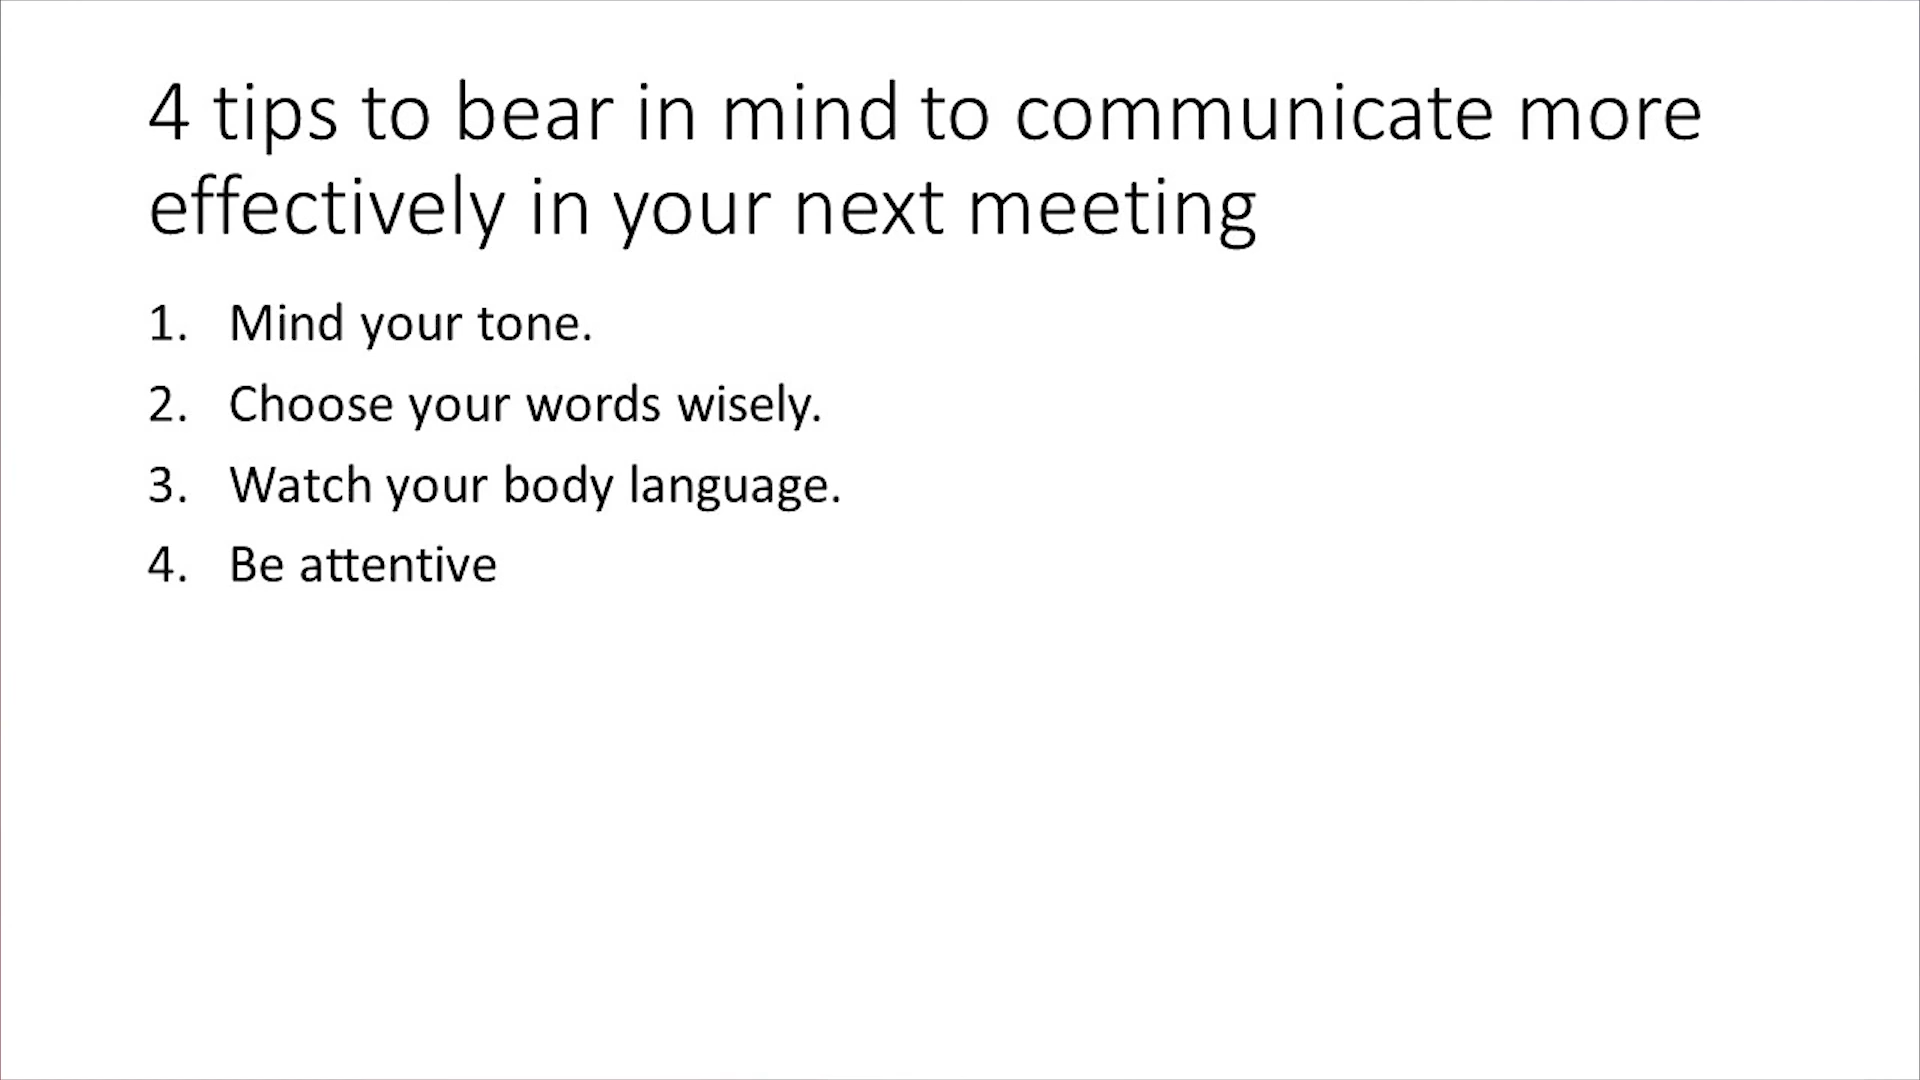 4 tips to bear in mind to communicate more
effectively in your next meeting
1. Mind your tone.
2. Choose your words wisely.
3. Watch your body language.
4. Be attentive